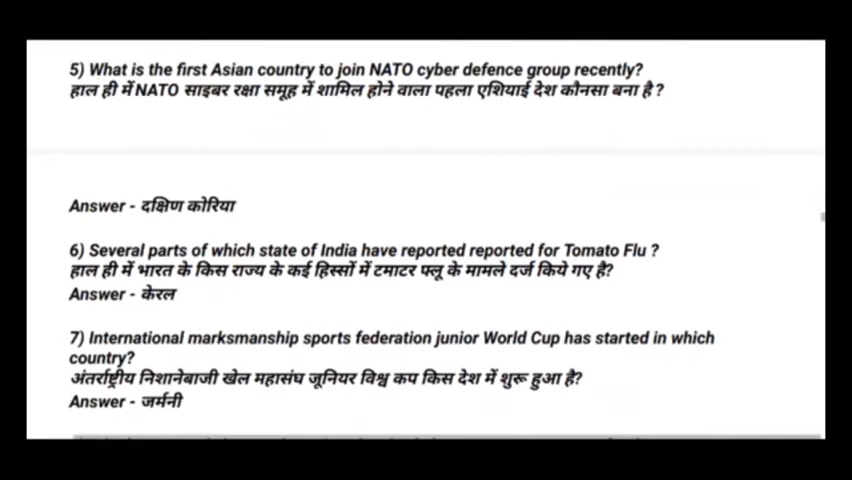 5) What is the first Asian country to join NATO cyber defence group recently?
हाल ही में NATO साइबर रक्षा समूह में शामिल होने वाला पहला एशियाई देश कौनसा बना है?
Answer - दक्षिण कोरिया
6) Several parts of which state of India have reported reported for Tomato Flu ?
हाल ही में भारत के किस राज्य के कई हिस्सों में टमाटर फ्लू के मामले दर्ज किये गए है?
Answer - केरल
7) International marksmanship sports federation junior World Cup has started in which
country?
अंतर्राष्ट्रीय निशानेबाजी खेल महासंघ जूनियर विश्व कप किस देश में शुरू हुआ है?
Answer - जर्मनी